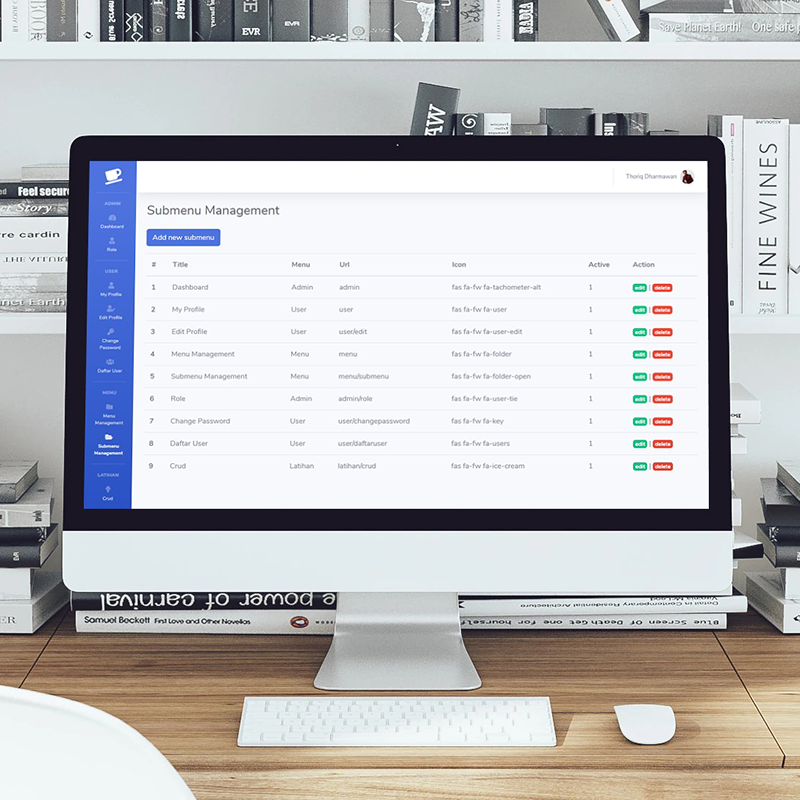 BOOK
EVR
EVR
Save Planet Earth! One safe
WAY
Feel secure
Story
rre cardin
THE ALLURE
net Earth!
FINE WINES
ASSOULINE
Thoriq Dharmawan
ADMIN
Dashboard
Role
USER
My Profile
Edit Profile
Change
Password
Daftar User
MENU
Menu
Management
Submenu
Management
LATIHAN
Crud
Submenu Management
Add new submenu
# Title Menu Url Icon Active Action
1 Dashboard Admin admin fas fa-fw fa-tachometer-alt 1 edit delete
2 My Profile User user fas fa-fw fa-user 1 edit delete
3 Edit Profile User user/edit fas fa-fw fa-user-edit 1 edit delete
4 Menu Management Menu menu fas fa-fw fa-folder 1 edit delete
5 Submenu Management Menu menu/submenu fas fa-fw fa-folder-open 1 edit delete
6 Role Admin admin/role fas fa-fw fa-user-tie 1 edit delete
7 Change Password User user/changepassword fas fa-fw fa-key 1 edit delete
8 Daftar User User user/daftaruser fas fa-fw fa-users 1 edit delete
9 Crud Latihan latihan/crud fas fa-fw fa-ice-cream 1 edit delete
e power of carnival
Detail in Contemporary Residential Architecture
Virginia McLeod
Samuel Beckett First Love and Other Novellas
Blue Screen Of Death Get one for yourself